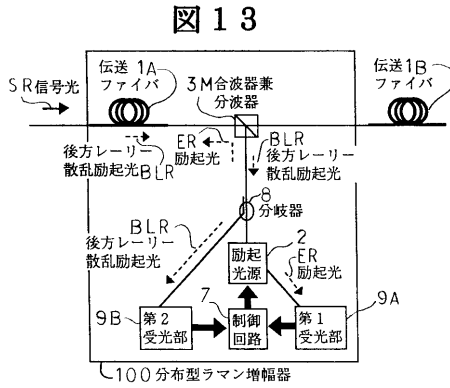 図13
伝送 1A
ファイバ
伝送 1B
ファイバ
SR信号光
3M合波器兼
分波器
ER
励起光
後方レーリー
散乱励起光
BLR
BLR
後方レーリー
散乱励起光
8
分岐器
BLR
後方レーリー
散乱励起光
2
励起
光源
ER
励起光
9B
第2
受光部
7
制御
回路
第1
受光部
9A
100分布型ラマン増幅器